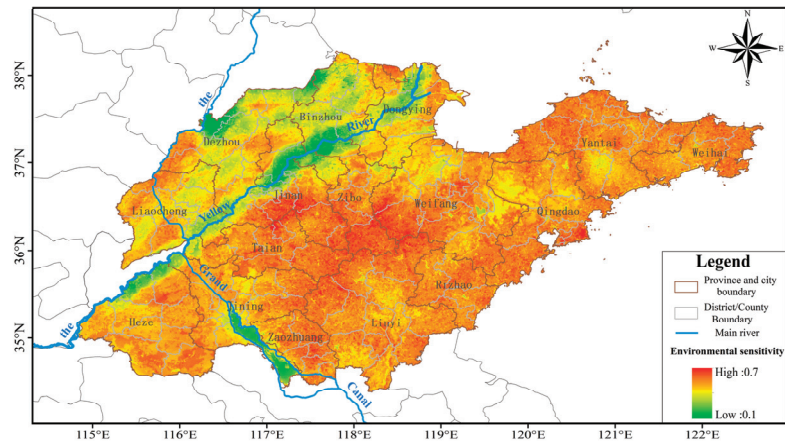 N
W E
S
38°N
37°N
36°N
35°N
the
Dezhou
Binzhou
River
Dongying
Yantai
Weihai
Liaocheng
Yellow
Jinan
Zibo
Weifang
Qingdao
Taian
Grand
Rizhao
the
Heze
Jining
Zaozhuang
Linyi
Canal
Legend
Province and city
boundary
District/County
Boundary
Main river
Environmental sensitivity
High :0.7
Low :0.1
115°E 116°E 117°E 118°E 119°E 120°E 121°E 122°E